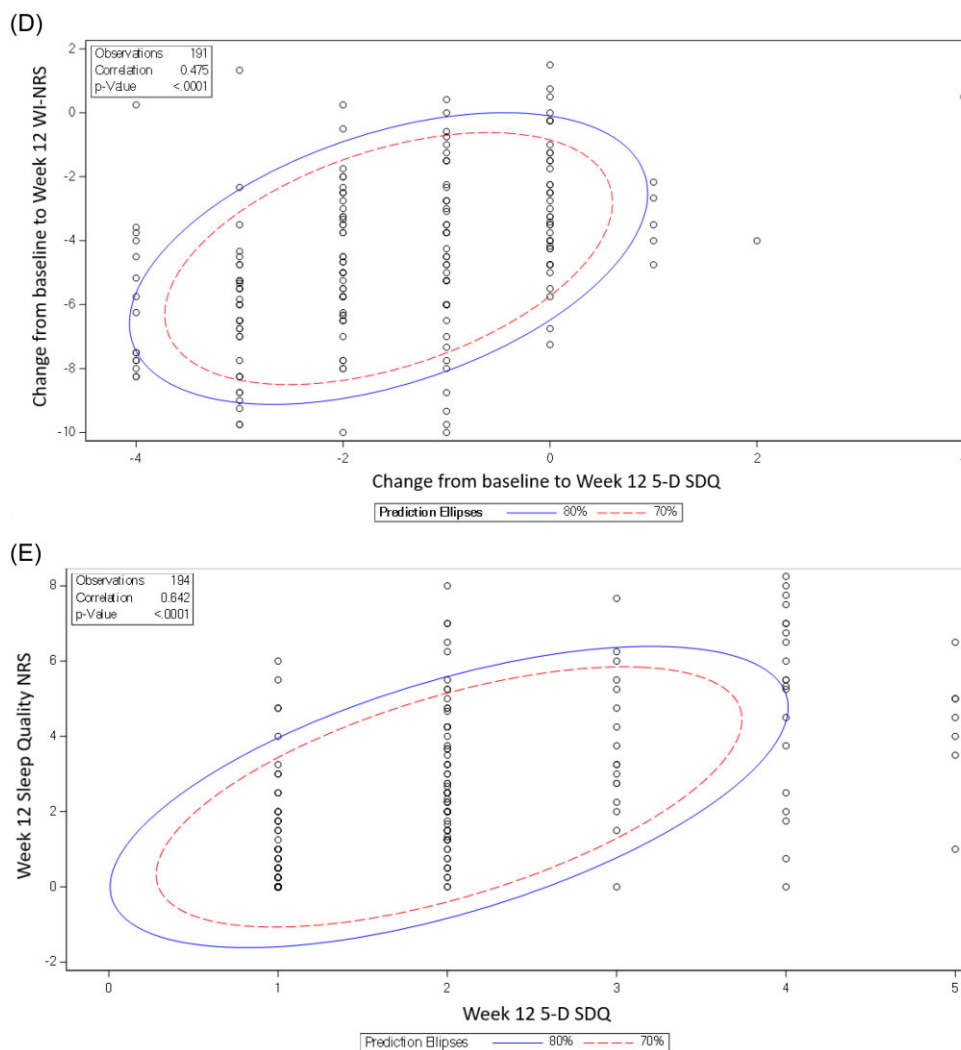 (D)
Observations 191
Correlation 0.475
p-Value <.0001
2
0
-2
-4
-6
-8
-10
Change from baseline to Week 12 WI-NRS
-4 -2 0 2
Change from baseline to Week 12 5-D SDQ
Prediction Ellipses 80% 70%
(E)
Observations 194
Correlation 0.642
p-Value <.0001
8
6
4
2
0
-2
Week 12 Sleep Quality NRS
0 1 2 3 4 5
Week 12 5-D SDQ
Prediction Ellipses 80% 70%